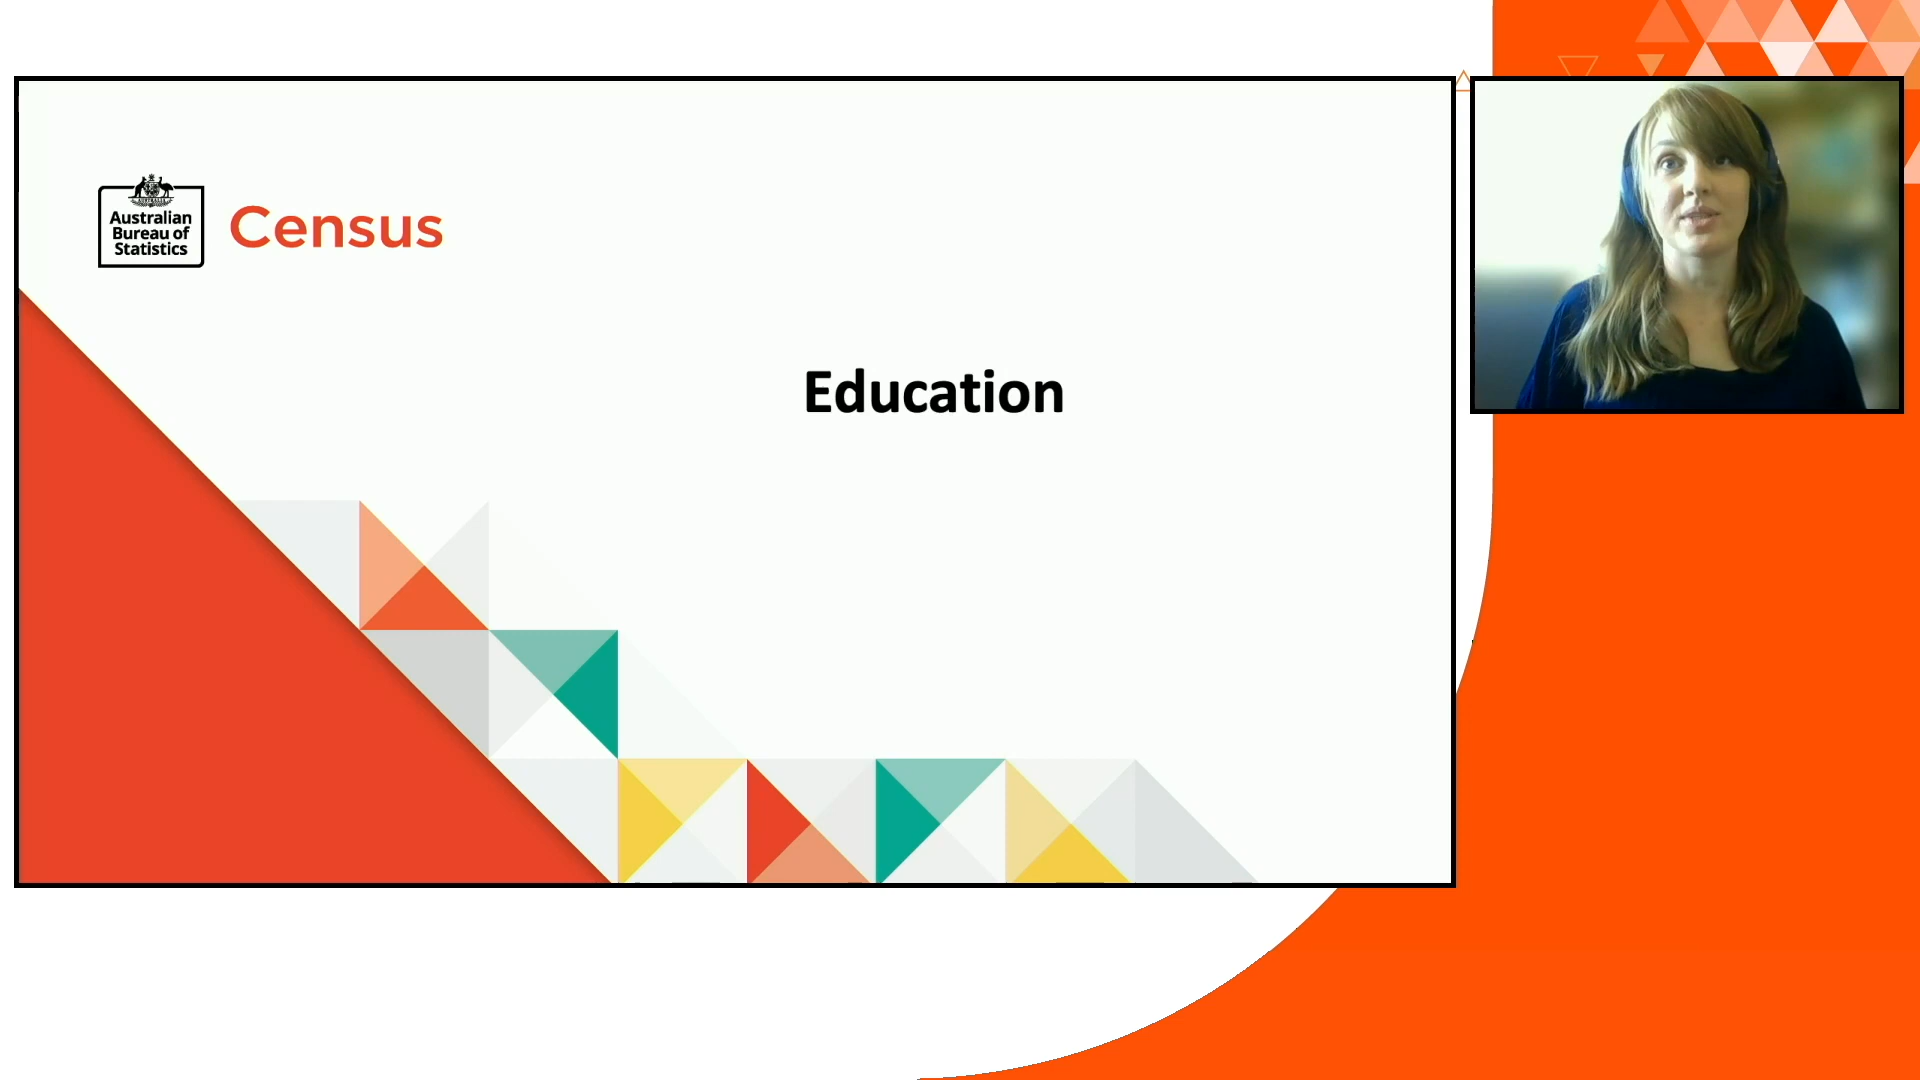 Australian
Bureau of
Statistics
Census
Education